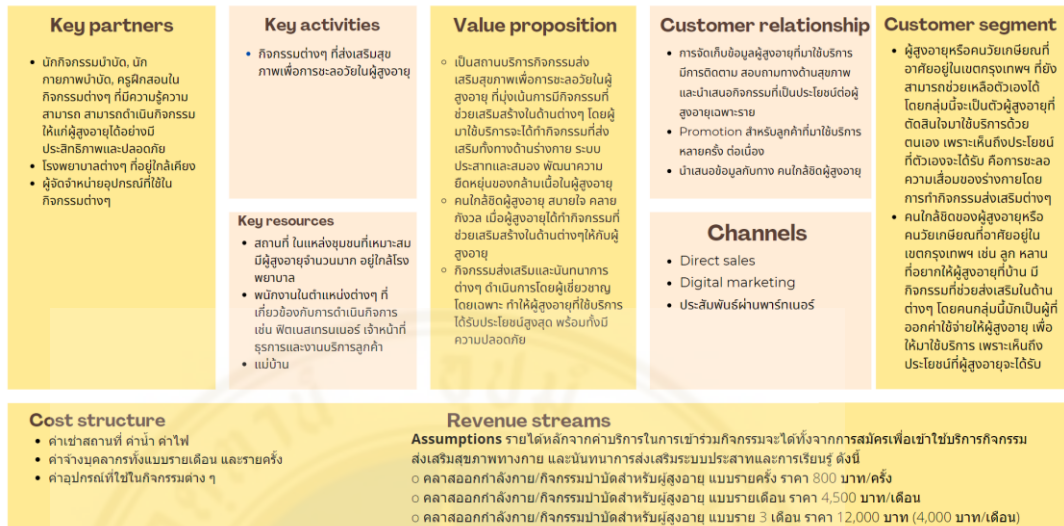 Key partners
• นักกิจกรรมบำบัด, นัก
กายภาพบำบัด, ครูฝึกสอนใน
กิจกรรมต่างๆ ที่มีความรู้ความ
สามารถ สามารถดำเนินกิจกรรม
ให้แก่ผู้สูงอายุได้อย่างมี
ประสิทธิภาพและปลอดภัย
• โรงพยาบาลต่างๆ ที่อยู่ใกล้เคียง
• ผู้จัดจำหน่ายอุปกรณ์ที่ใช้ใน
กิจกรรมต่างๆ
Key activities
• กิจกรรมต่างๆ ที่ส่งเสริมสุข
ภาพเพื่อการชะลอวัยในผู้สูงอายุ
Key resources
• สถานที่ ในแหล่งชุมชนที่เหมาะสม
มีผู้สูงอายุจำนวนมาก อยู่ใกล้โรง
พยาบาล
• พนักงานในตำแหน่งต่างๆ ที่
เกี่ยวข้องกับการดำเนินกิจการ
เช่น ฟิตเนสเทรนเนอร์ เจ้าหน้าที่
ธุรการและงานบริการลูกค้า
• แม่บ้าน
Value proposition
○ เป็นสถานบริการกิจกรรมส่ง
เสริมสุขภาพเพื่อการชะลอวัยในผู้
สูงอายุ ที่มุ่งเน้นการมีกิจกรรมที่
ช่วยเสริมสร้างในด้านต่างๆ โดยผู้
มาใช้บริการจะได้ทำกิจกรรมที่ส่ง
เสริมทั้งทางด้านร่างกาย ระบบ
ประสาทและสมอง พัฒนาความ
ยืดหยุ่นของกล้ามเนื้อในผู้สูงอายุ
○ คนใกล้ชิดผู้สูงอายุ สบายใจ คลาย
กังวล เมื่อผู้สูงอายุได้ทำกิจกรรมที่
ช่วยเสริมสร้างในด้านต่างๆให้กับผู้
สูงอายุ
○ กิจกรรมส่งเสริมและนันทนาการ
ต่างๆ ดำเนินการโดยผู้เชี่ยวชาญ
โดยเฉพาะ ทำให้ผู้สูงอายุที่ใช้บริการ
ได้รับประโยชน์สูงสุด พร้อมทั้งมี
ความปลอดภัย
Customer relationship
• การจัดเก็บข้อมูลผู้สูงอายุที่มาใช้บริการ
มีการติดตาม สอบถามทางด้านสุขภาพ
และนำเสนอกิจกรรมที่เป็นประโยชน์ต่อผู้
สูงอายุเฉพาะราย
• Promotion สำหรับลูกค้าที่มาใช้บริการ
หลายครั้ง ต่อเนื่อง
• นำเสนอข้อมูลกับทาง คนใกล้ชิดผู้สูงอายุ
Channels
• Direct sales
• Digital marketing
• ประสัมพันธ์ผ่านพาร์ทเนอร์
Customer segment
• ผู้สูงอายุหรือคนวัยเกษียณที่
อาศัยอยู่ในเขตกรุงเทพฯ ที่ยัง
สามารถช่วยเหลือตัวเองได้
โดยกลุ่มนี้จะเป็นตัวผู้สูงอายุที่
ตัดสินใจมาใช้บริการด้วย
ตนเอง เพราะเห็นถึงประโยชน์
ที่ตัวเองจะได้รับ คือการชะลอ
ความเสื่อมของร่างกายโดย
การทำกิจกรรมส่งเสริมต่างๆ
• คนใกล้ชิดของผู้สูงอายุหรือ
คนวัยเกษียณที่อาศัยอยู่ใน
เขตกรุงเทพฯ เช่น ลูก หลาน
ที่อยากให้ผู้สูงอายุที่บ้าน มี
กิจกรรมที่ช่วยส่งเสริมในด้าน
ต่างๆ โดยคนกลุ่มนี้มักเป็นผู้ที่
ออกค่าใช้จ่ายให้ผู้สูงอายุ เพื่อ
ให้มาใช้บริการ เพราะเห็นถึง
ประโยชน์ที่ผู้สูงอายุจะได้รับ
Cost structure
• ค่าเช่าสถานที่ ค่าน้ำ ค่าไฟ
• ค่าจ้างบุคลากรทั้งแบบรายเดือน และรายครั้ง
• ค่าอุปกรณ์ที่ใช้ในกิจกรรมต่าง ๆ
Revenue streams
Assumptions รายได้หลักจากค่าบริการในการเข้าร่วมกิจกรรมจะได้ทั้งจากการสมัครเพื่อเข้าใช้บริการกิจกรรม
ส่งเสริมสุขภาพทางกาย และนันทนาการส่งเสริมระบบประสาทและการเรียนรู้ ดังนี้
○ คลาสออกกำลังกาย/กิจกรรมบำบัดสำหรับผู้สูงอายุ แบบรายครั้ง ราคา 800 บาท/ครั้ง
○ คลาสออกกำลังกาย/กิจกรรมบำบัดสำหรับผู้สูงอายุ แบบรายเดือน ราคา 4,500 บาท/เดือน
○ คลาสออกกำลังกาย/กิจกรรมบำบัดสำหรับผู้สูงอายุ แบบราย 3 เดือน ราคา 12,000 บาท (4,000 บาท/เดือน)